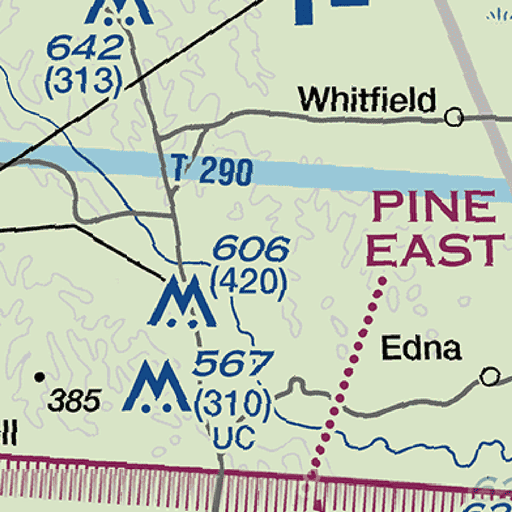 642
(313)
Whitfield
T 290
PINE
EAST
606
(420)
Edna
567
(310)
UC
385